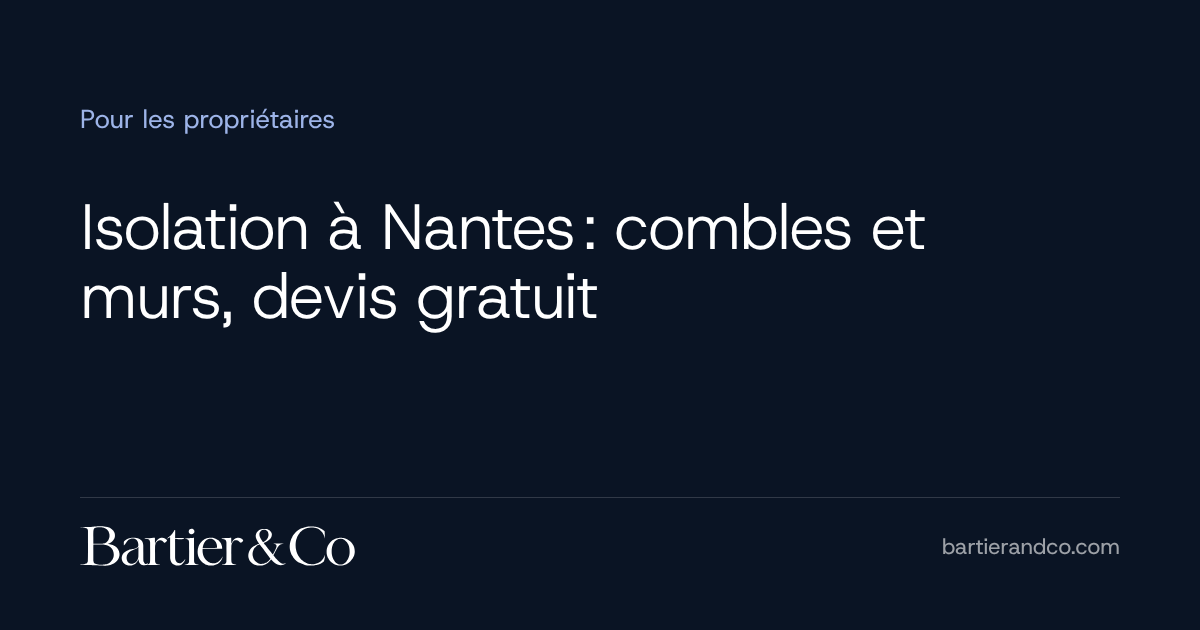 Pour les propriétaires
Isolation à Nantes : combles et
murs, devis gratuit
Bartier & Co
bartierandco.com